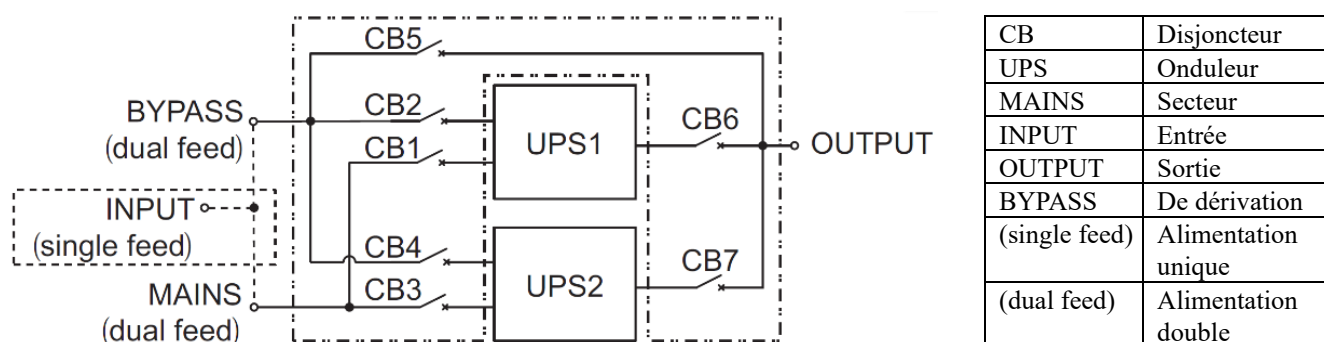 CB5
BYPASS
(dual feed)
CB2
CB1
UPS1
CB6
OUTPUT
INPUT
(single feed)
CB4
CB3
UPS2
CB7
MAINS
(dual feed)
CB Disjoncteur
UPS Onduleur
MAINS Secteur
INPUT Entrée
OUTPUT Sortie
BYPASS De dérivation
(single feed) Alimentation
unique
(dual feed) Alimentation
double